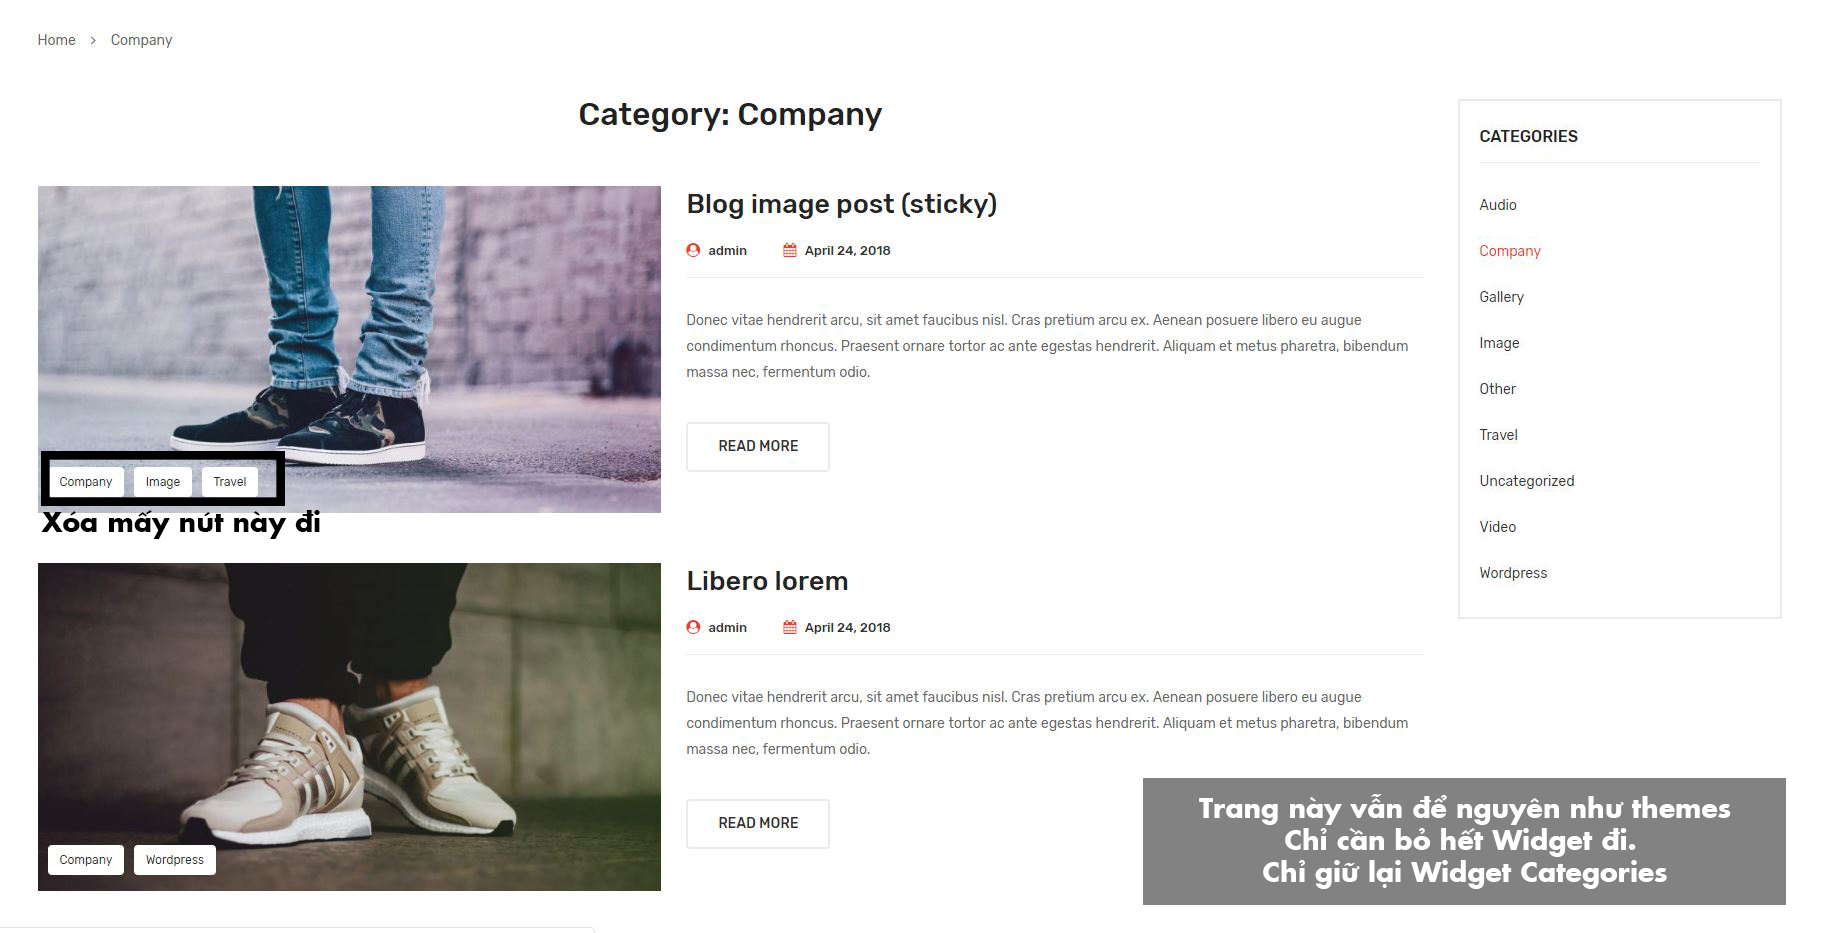 Home > Company
Category: Company
Blog image post (sticky)
admin April 24, 2018
Donec vitae hendrerit arcu, sit amet faucibus nisl. Cras pretium arcu ex. Aenean posuere libero eu augue
condimentum rhoncus. Praesent ornare tortor ac ante egestas hendrerit. Aliquam et metus pharetra, bibendum
massa nec, fermentum odio.
READ MORE
Company Image Travel
Xóa mấy nút này đi
Libero lorem
admin April 24, 2018
Donec vitae hendrerit arcu, sit amet faucibus nisl. Cras pretium arcu ex. Aenean posuere libero eu augue
condimentum rhoncus. Praesent ornare tortor ac ante egestas hendrerit. Aliquam et metus pharetra, bibendum
massa nec, fermentum odio.
READ MORE
Company Wordpress
CATEGORIES
Audio
Company
Gallery
Image
Other
Travel
Uncategorized
Video
Wordpress
Trang này vẫn để nguyên như themes
Chỉ cần bỏ hết Widget đi.
Chỉ giữ lại Widget Categories